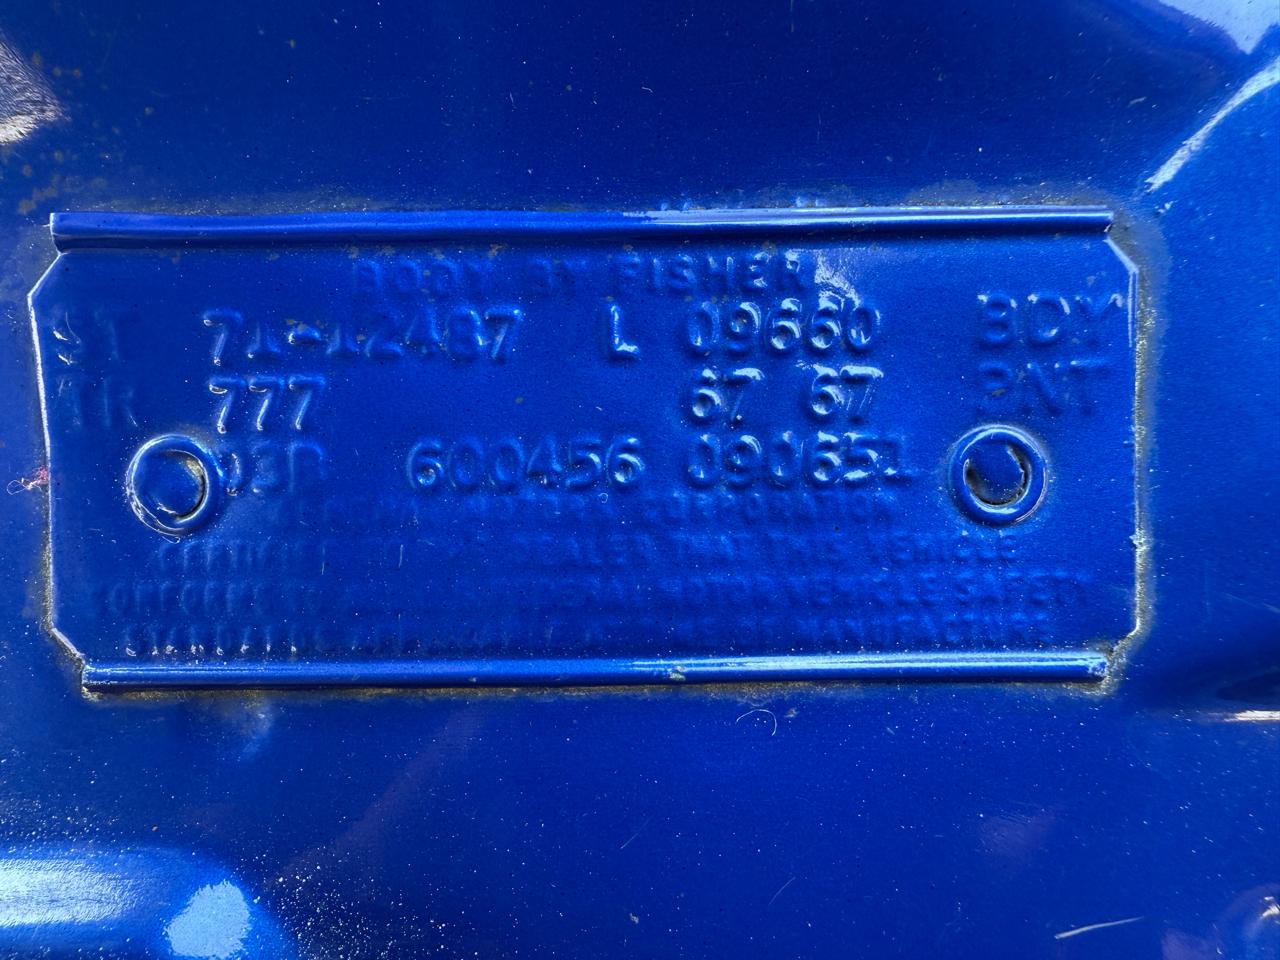 BODY BY FISHER
ST 71-12487 L 09660 BDY
TR 777 67 67 PNT
03B 600456 090651
GENERAL MOTORS CORPORATION
CERTIFIES TO THE DEALER THAT THIS VEHICLE
CONFORMS TO ALL U.S. FEDERAL MOTOR VEHICLE SAFETY
STANDARDS APPLICABLE AT TIME OF MANUFACTURE